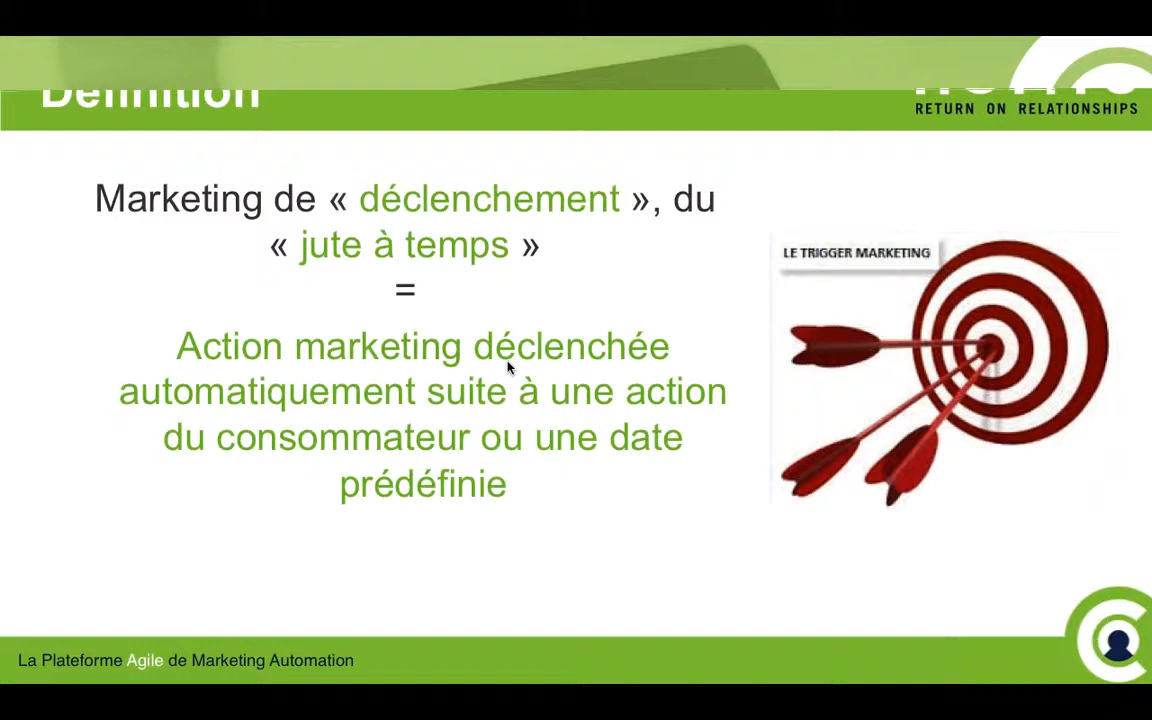 Définition
RETURN ON RELATIONSHIPS
Marketing de « déclenchement », du
« jute à temps »
=
LE TRIGGER MARKETING
Action marketing déclenchée
automatiquement suite à une action
du consommateur ou une date
prédéfinie
La Plateforme Agile de Marketing Automation